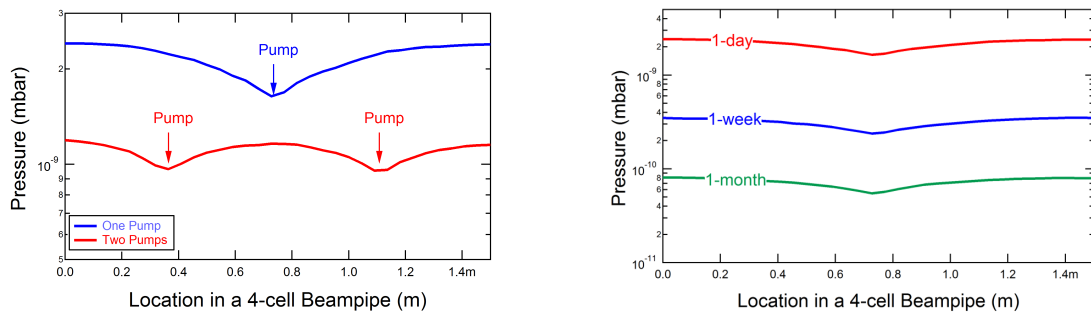 3
2
10-9
9
8
7
6
5
Pressure (mbar)
Pump
Pump
Pump
One Pump
Two Pumps
0.0 0.2 0.4 0.6 0.8 1.0 1.2 1.4m
Location in a 4-cell Beampipe (m)
4
2
10-9
8
6
4
2
10-10
8
6
4
2
10-11
Pressure (mbar)
1-day
1-week
1-month
0.0 0.2 0.4 0.6 0.8 1.0 1.2 1.4m
Location in a 4-cell Beampipe (m)